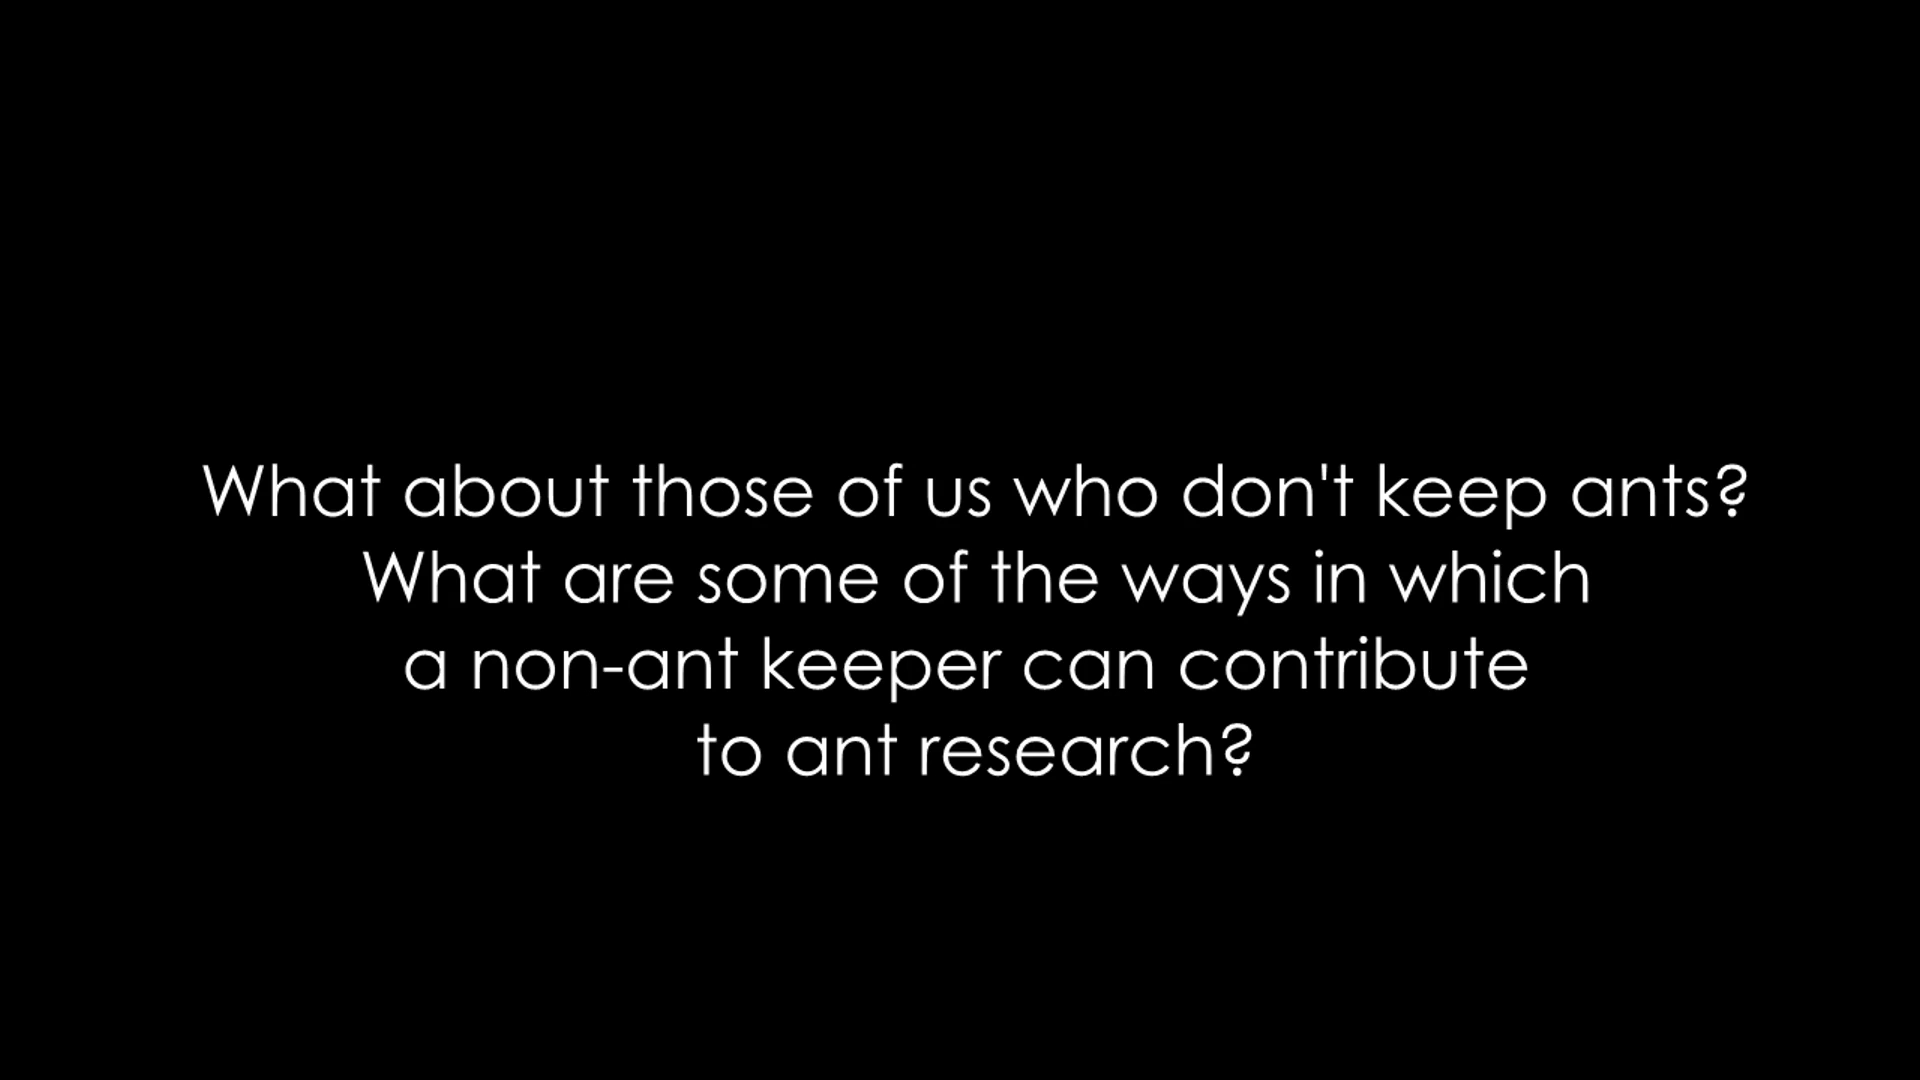 What about those of us who don't keep ants?
What are some of the ways in which
a non-ant keeper can contribute
to ant research?